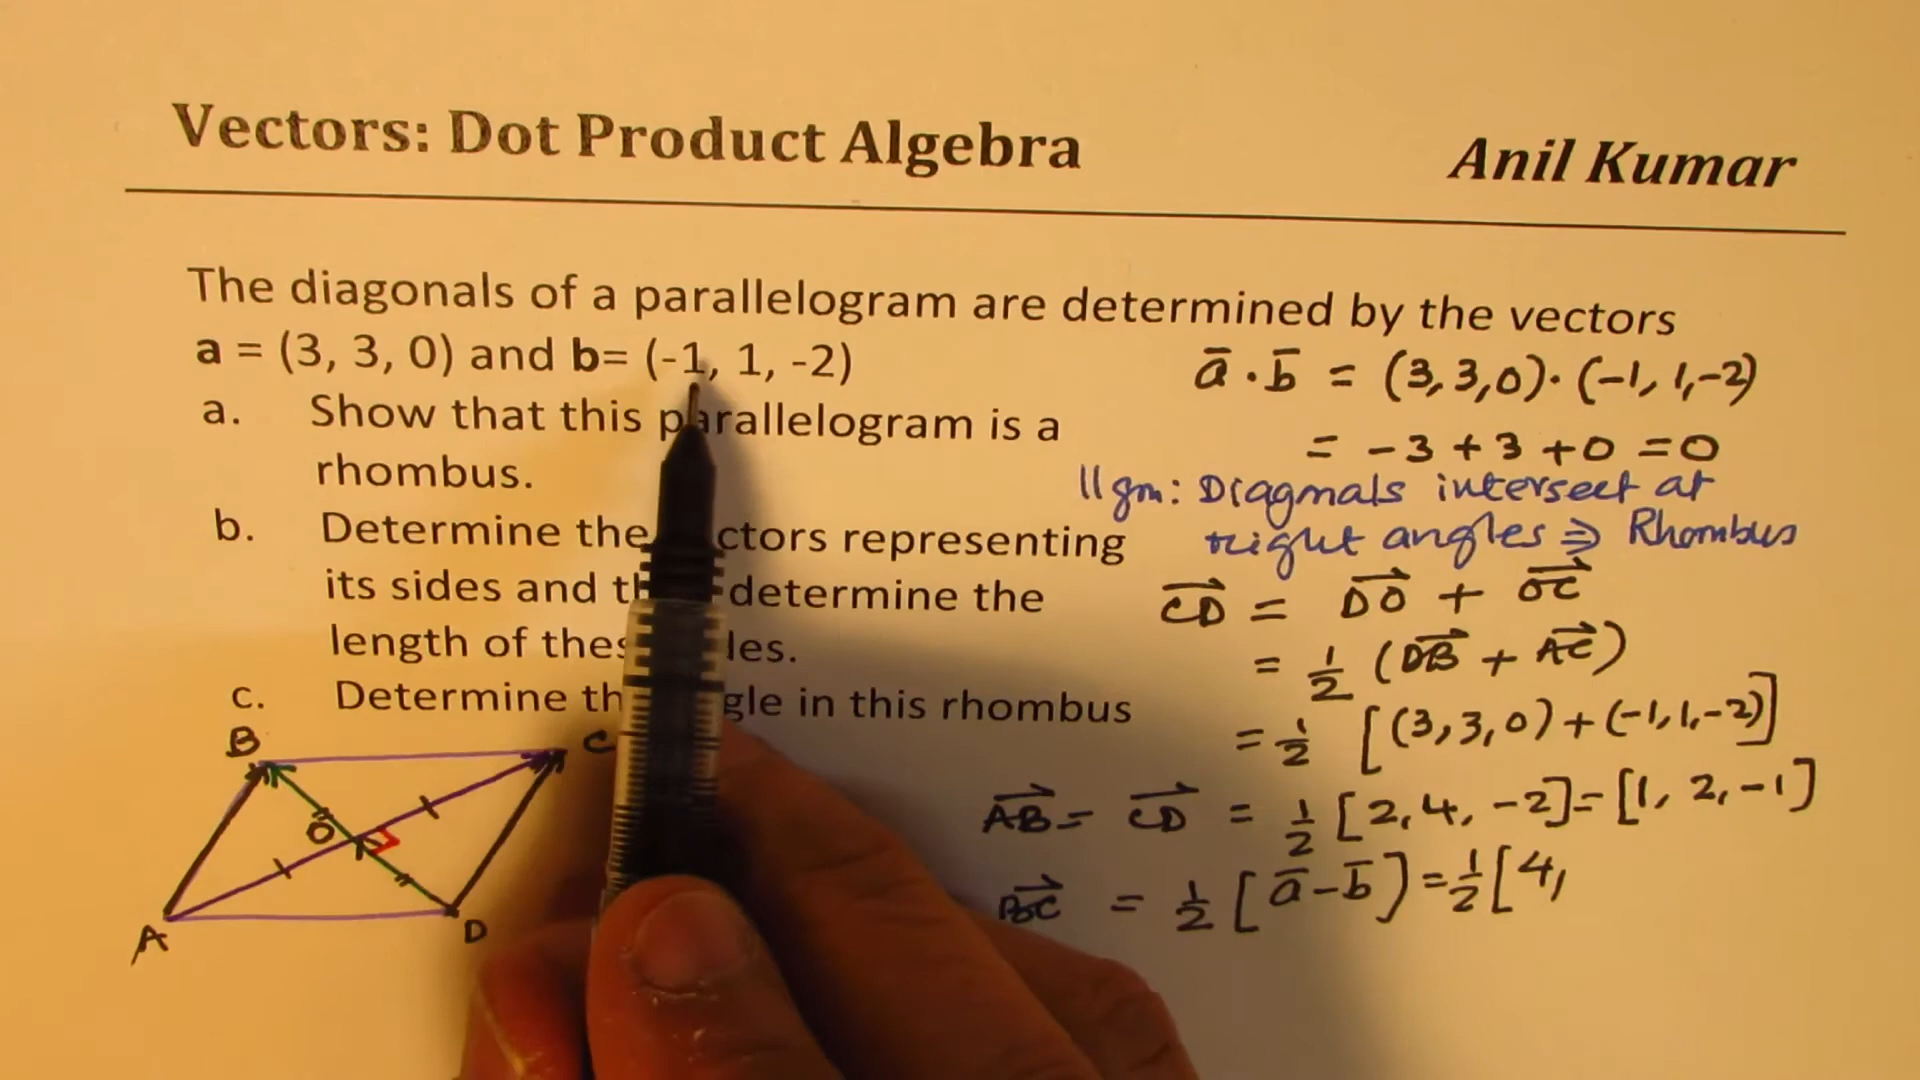 Vectors: Dot Product Algebra
Anil Kumar
The diagonals of a parallelogram are determined by the vectors
a = (3, 3, 0) and b= (-1, 1, -2)
a. Show that this parallelogram is a
rhombus.
b. Determine the ctors representing
its sides and th determine the
length of thes les.
c. Determine th gle in this rhombus
B
C
O
A
D
a̅ · b̅ = (3, 3, 0) · (-1, 1, -2)
= -3 + 3 + 0 = 0
||gm: Diagonals intersect at
right angles ⇒ Rhombus
CD⃗ = DO⃗ + OC⃗
= 1/2 (DB⃗ + AC⃗)
= 1/2 [(3, 3, 0) + (-1, 1, -2)]
AB⃗ = CD⃗ = 1/2 [2, 4, -2] = [1, 2, -1]
BC⃗ = 1/2 [a̅ - b̅] = 1/2 [4,